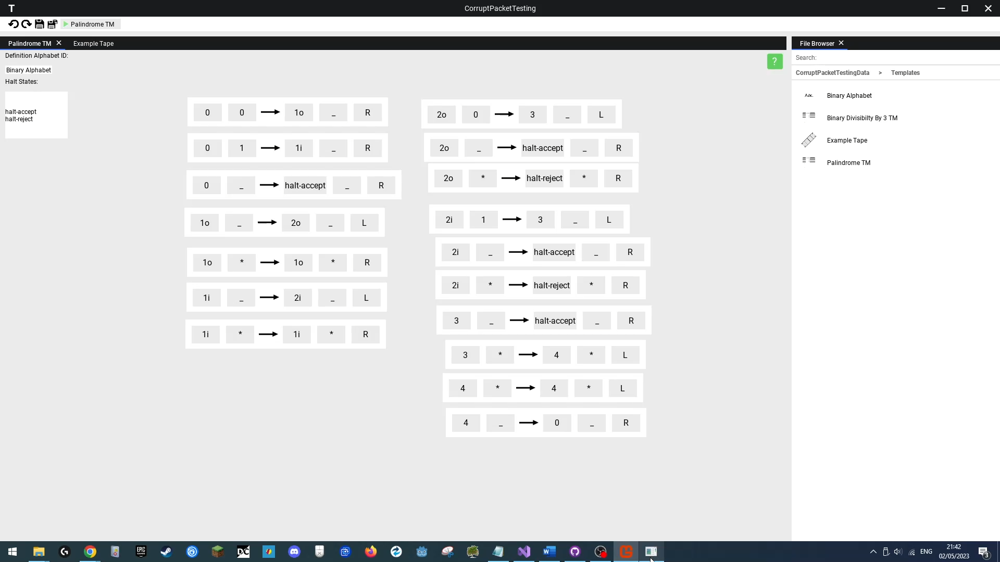 T
CorruptPacketTesting
Palindrome TM
Palindrome TM
Example Tape
Definition Alphabet ID:
Binary Alphabet
Halt States:
halt-accept
halt-reject
?
0 0 1o _ R
0 1 1i _ R
0 _ halt-accept _ R
1o _ 2o _ L
1o * 1o * R
1i _ 2i _ L
1i * 1i * R
2o 0 3 _ L
2o _ halt-accept _ R
2o * halt-reject * R
2i 1 3 _ L
2i _ halt-accept _ R
2i * halt-reject * R
3 _ halt-accept _ R
3 * 4 * L
4 * 4 * L
4 _ 0 _ R
File Browser
Search:
CorruptPacketTestingData > Templates
Binary Alphabet
Binary Divisibilty By 3 TM
Example Tape
Palindrome TM
EPIC GAMES
DC
ENG
21:42
02/05/2023
3